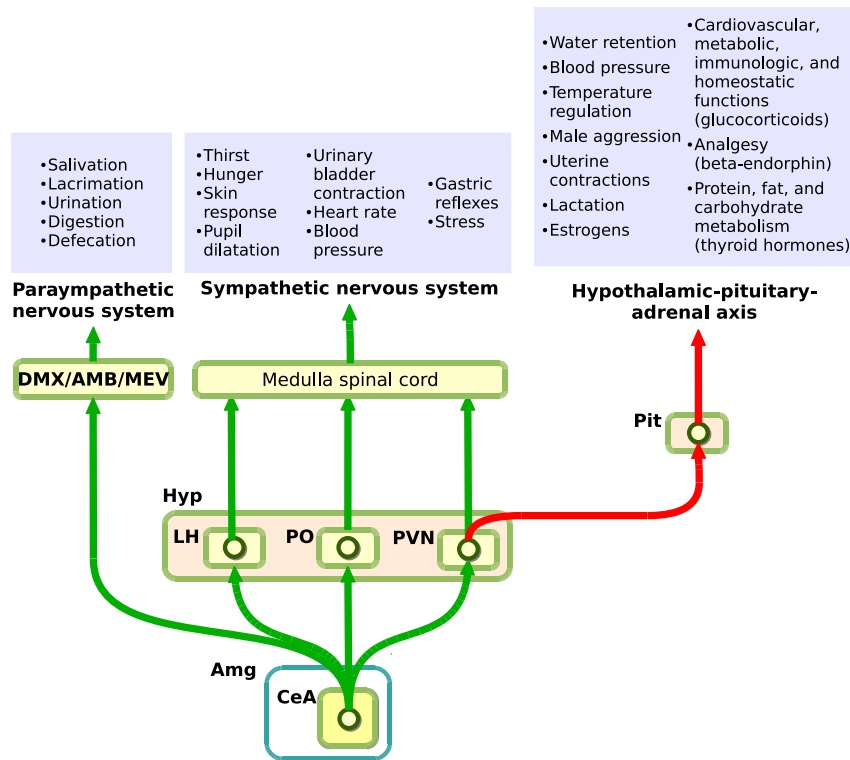 •Water retention
•Blood pressure
•Temperature
regulation
•Male aggression
•Uterine
contractions
•Lactation
•Estrogens
•Cardiovascular,
metabolic,
immunologic, and
homeostatic
functions
(glucocorticoids)
•Analgesy
(beta-endorphin)
•Protein, fat, and
carbohydrate
metabolism
(thyroid hormones)
•Salivation
•Lacrimation
•Urination
•Digestion
•Defecation
•Thirst
•Hunger
•Skin
response
•Pupil
dilatation
•Urinary
bladder
contraction
•Heart rate
•Blood
pressure
•Gastric
reflexes
•Stress
Paraympathetic
nervous system
Sympathetic nervous system
Hypothalamic-pituitary-
adrenal axis
DMX/AMB/MEV
Medulla spinal cord
Pit
Hyp
LH
PO
PVN
Amg
CeA